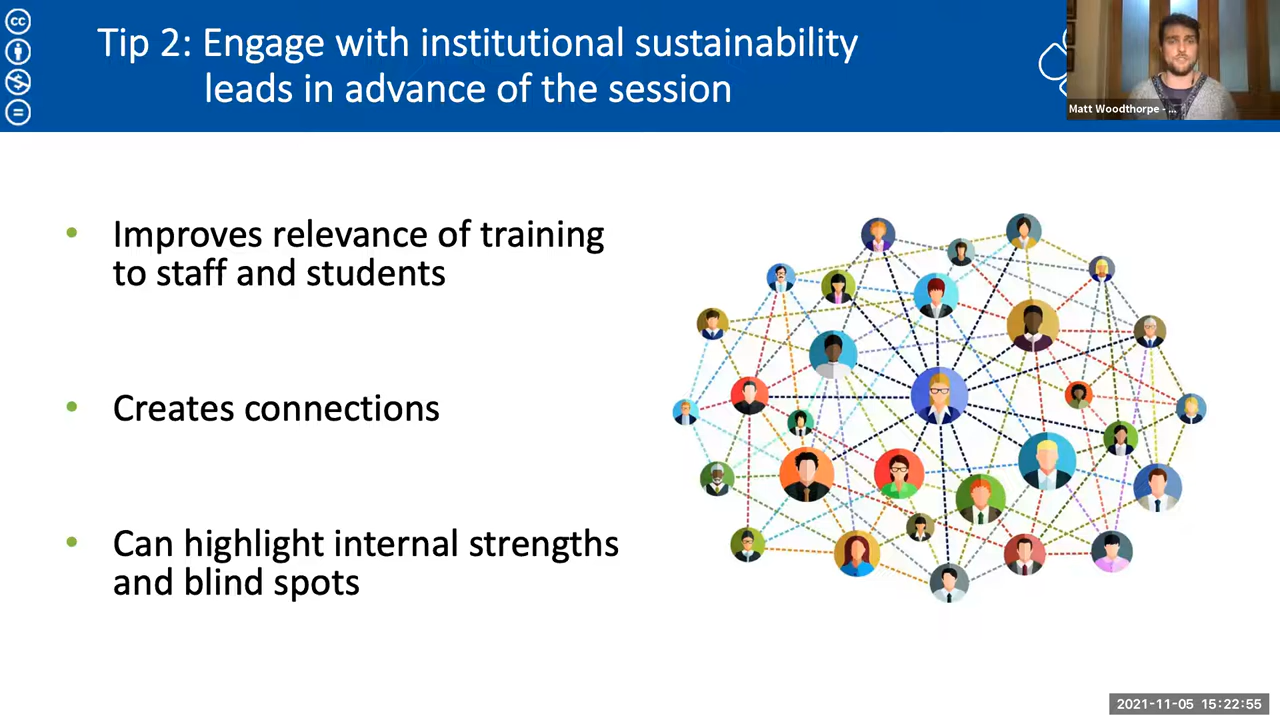 Tip 2: Engage with institutional sustainability
leads in advance of the session
cc
Matt Woodthorpe - ...
• Improves relevance of training
to staff and students
• Creates connections
• Can highlight internal strengths
and blind spots
2021-11-05 15:22:55